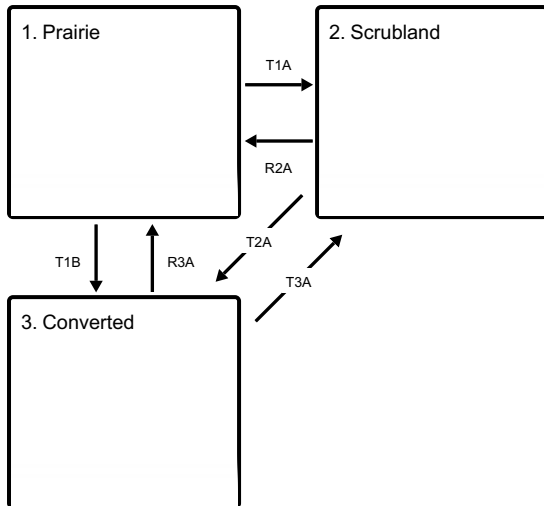 1. Prairie
2. Scrubland
T1A
R2A
T2A
T1B
R3A
T3A
3. Converted